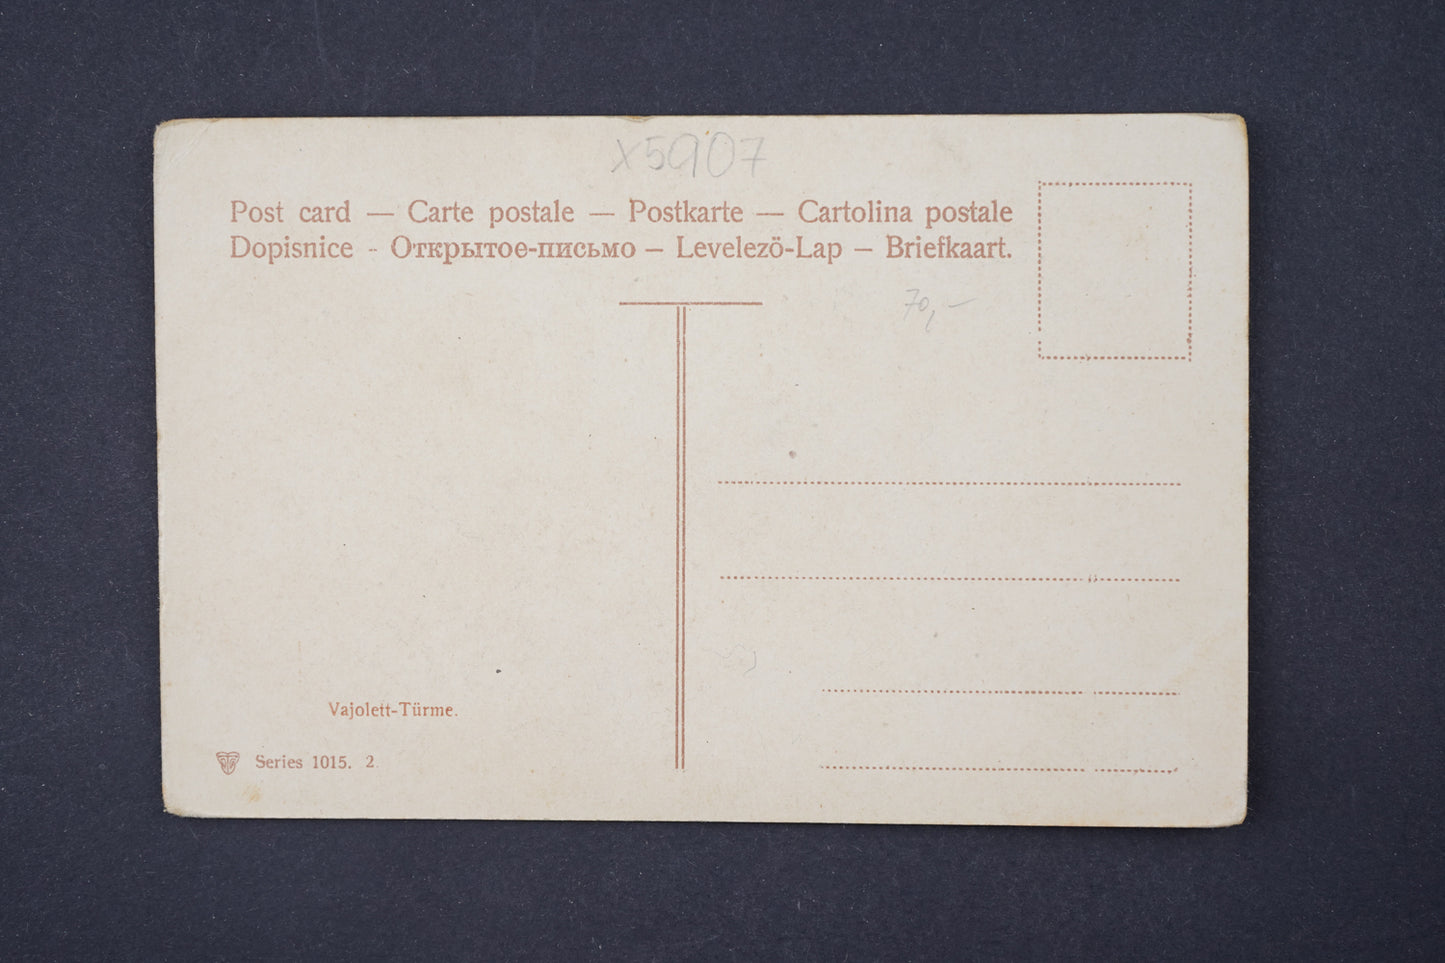 X5907
Post card — Carte postale — Postkarte — Cartolina postale
Dopisnice - Открытое-письмо — Levelezö-Lap — Briefkaart.
70,-
Vajolett-Türme.
Series 1015. 2